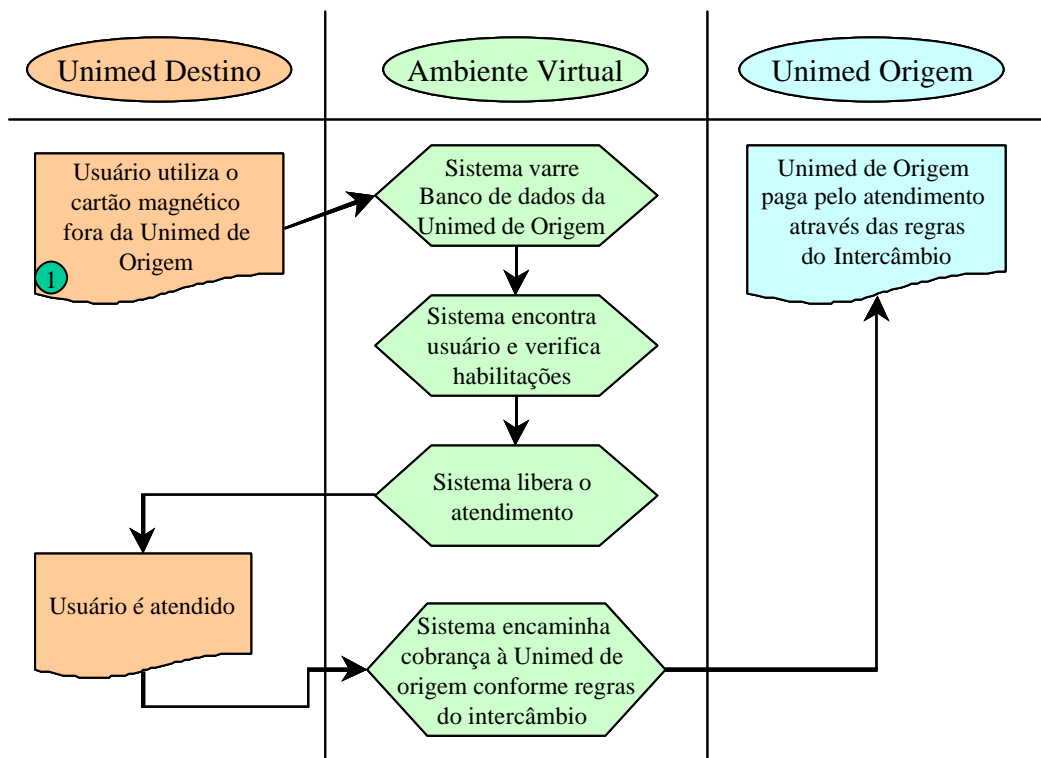 Unimed Destino
Ambiente Virtual
Unimed Origem
Usuário utiliza o
cartão magnético
fora da Unimed de
Origem
1
Sistema varre
Banco de dados da
Unimed de Origem
Unimed de Origem
paga pelo atendimento
através das regras
do Intercâmbio
Sistema encontra
usuário e verifica
habilitações
Sistema libera o
atendimento
Usuário é atendido
Sistema encaminha
cobrança à Unimed de
origem conforme regras
do intercâmbio